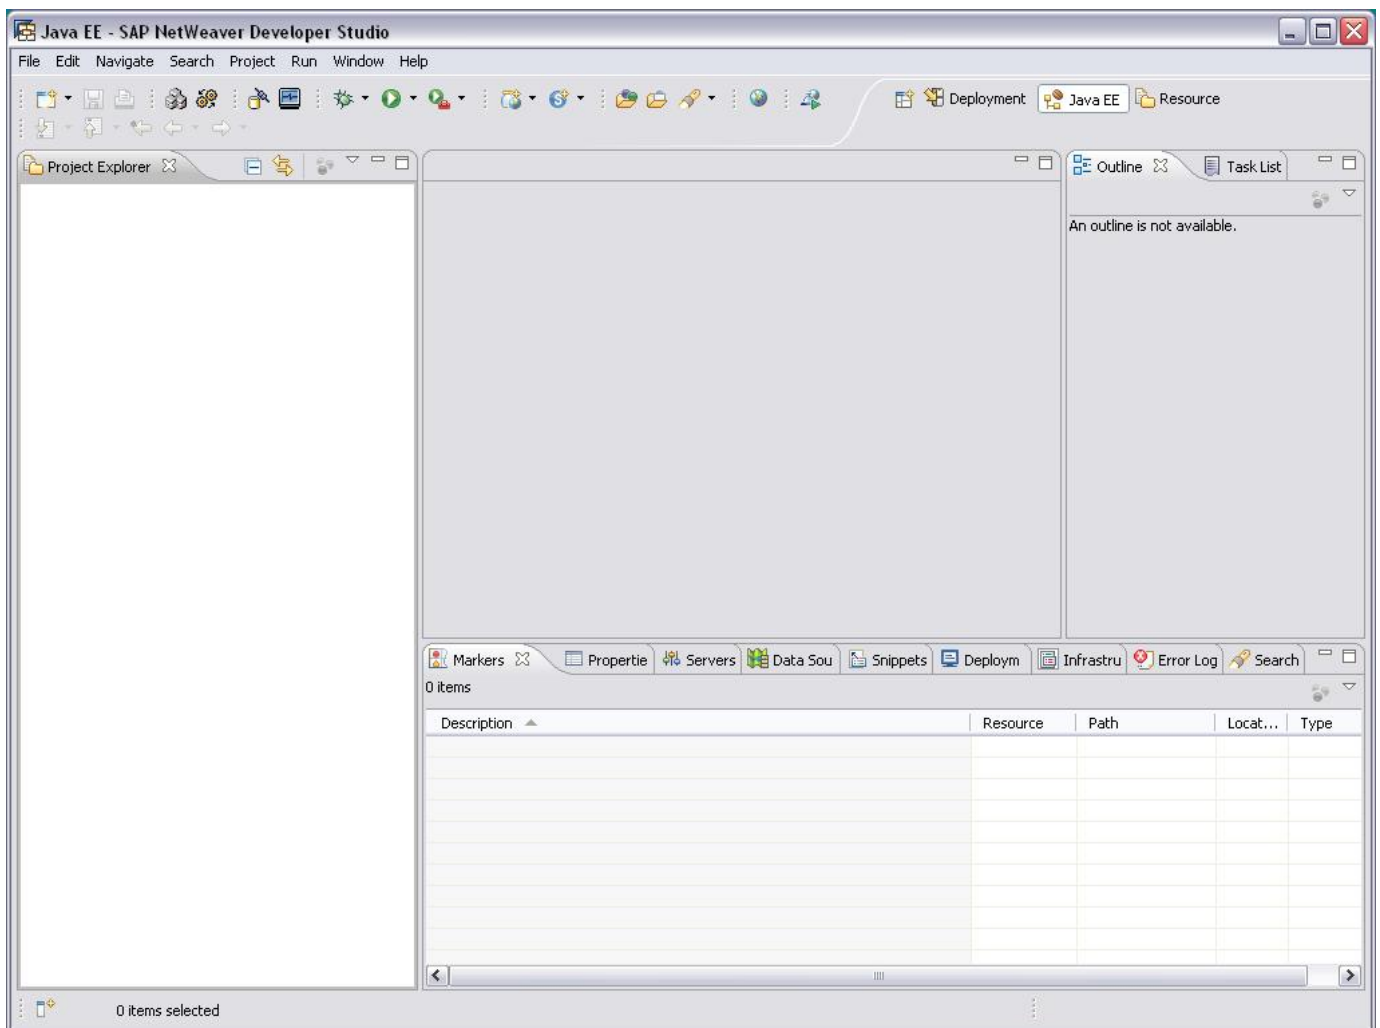 Java EE - SAP NetWeaver Developer Studio
File Edit Navigate Search Project Run Window Help
Deployment Java EE Resource
Project Explorer
Outline Task List
An outline is not available.
Markers Propertie Servers Data Sou Snippets Deploym Infrastru Error Log Search
0 items
Description Resource Path Locat... Type
0 items selected